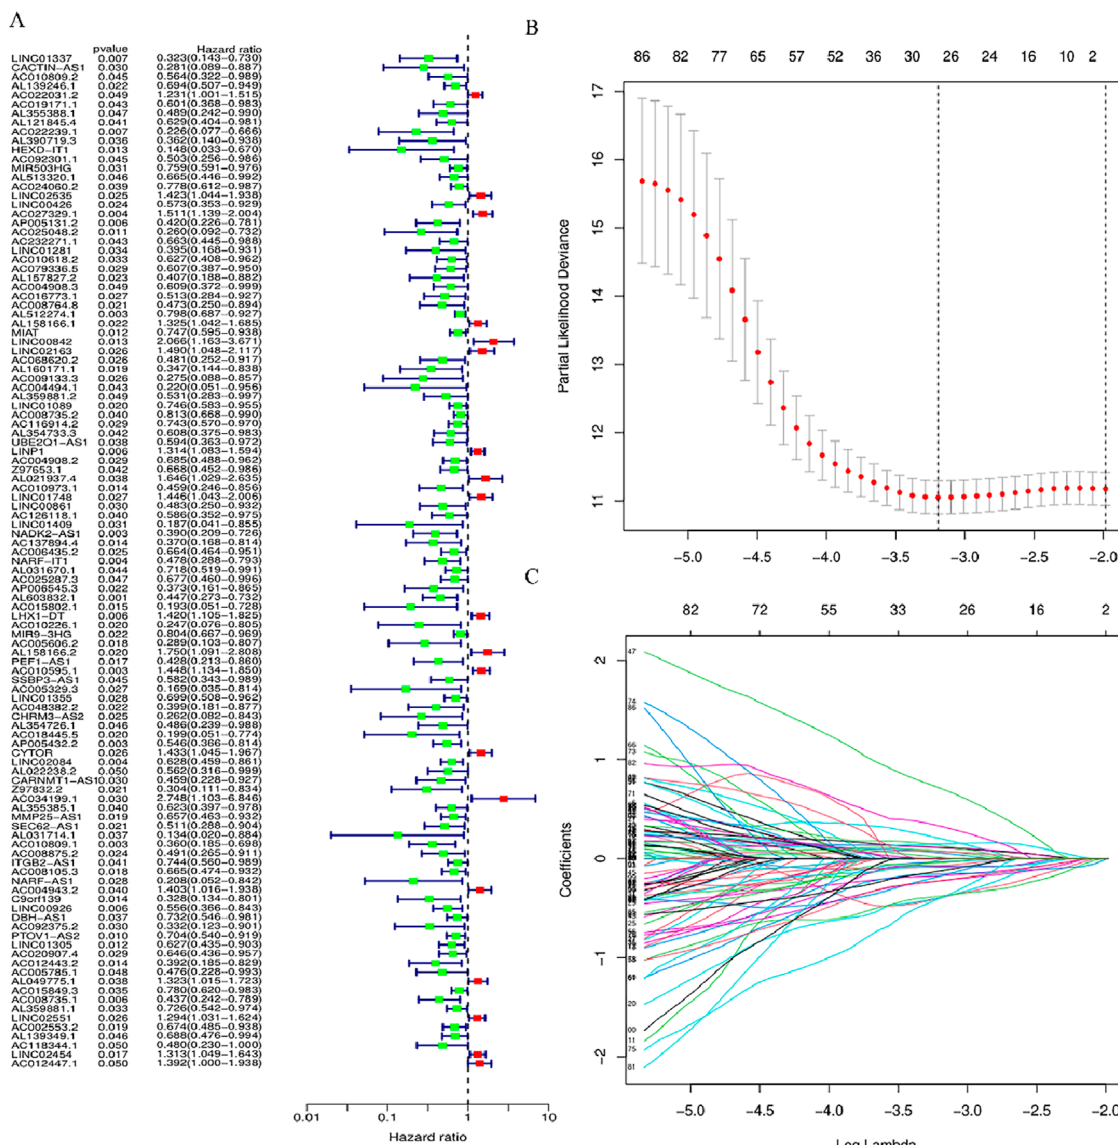 A
pvalue Hazard ratio
LINC01337 0.007 0.323(0.143−0.730)
CACTIN−AS1 0.030 0.281(0.089−0.887)
AC010809.2 0.045 0.564(0.322−0.989)
AL139246.1 0.022 0.694(0.507−0.949)
AC022031.2 0.049 1.231(1.001−1.515)
AC019171.1 0.043 0.601(0.368−0.983)
AL355388.1 0.047 0.489(0.242−0.990)
AL121845.4 0.041 0.629(0.404−0.981)
AC022239.1 0.007 0.226(0.077−0.666)
AL390719.3 0.036 0.362(0.140−0.938)
HEXD−IT1 0.013 0.148(0.033−0.670)
AC092301.1 0.045 0.503(0.256−0.986)
MIR503HG 0.031 0.759(0.591−0.976)
AL513320.1 0.046 0.665(0.446−0.992)
AC024060.2 0.039 0.778(0.612−0.987)
LINC02535 0.025 1.423(1.044−1.938)
LINC00426 0.024 0.573(0.353−0.929)
AC027329.1 0.004 1.511(1.139−2.004)
AP005131.2 0.006 0.420(0.226−0.781)
AC025048.2 0.011 0.260(0.092−0.732)
AC232271.1 0.043 0.663(0.445−0.988)
LINC01281 0.034 0.395(0.168−0.931)
AC010618.2 0.033 0.627(0.408−0.962)
AC079336.5 0.029 0.607(0.387−0.950)
AL157827.2 0.023 0.407(0.188−0.882)
AC004908.3 0.049 0.609(0.372−0.999)
AC016773.1 0.027 0.513(0.284−0.927)
AC008764.8 0.021 0.473(0.250−0.894)
AL512274.1 0.003 0.798(0.687−0.927)
AL158166.1 0.022 1.325(1.042−1.685)
MIAT 0.012 0.747(0.595−0.938)
LINC00842 0.013 2.066(1.163−3.671)
LINC02163 0.026 1.490(1.048−2.117)
AC068620.2 0.026 0.481(0.252−0.917)
AL160171.1 0.019 0.347(0.144−0.838)
AC009133.3 0.026 0.275(0.088−0.857)
AC004494.1 0.043 0.220(0.051−0.956)
AL359881.2 0.049 0.531(0.283−0.997)
LINC01089 0.020 0.746(0.583−0.955)
AC008735.2 0.040 0.813(0.668−0.990)
AC116914.2 0.029 0.743(0.570−0.970)
AL354733.3 0.042 0.608(0.375−0.983)
UBE2Q1−AS1 0.038 0.594(0.363−0.972)
LINP1 0.006 1.314(1.083−1.594)
AC004908.2 0.029 0.685(0.488−0.962)
Z97653.1 0.042 0.668(0.452−0.986)
AL021937.4 0.038 1.646(1.029−2.635)
AC010973.1 0.014 0.459(0.246−0.856)
LINC01748 0.027 1.446(1.043−2.006)
LINC00861 0.030 0.483(0.250−0.932)
AC126118.1 0.040 0.586(0.352−0.975)
LINC01409 0.031 0.187(0.041−0.855)
NADK2−AS1 0.003 0.390(0.209−0.726)
AC137894.4 0.014 0.370(0.168−0.814)
AC006435.2 0.025 0.664(0.464−0.951)
NARF−IT1 0.004 0.478(0.288−0.793)
AL031670.1 0.044 0.718(0.519−0.991)
AC025287.3 0.047 0.677(0.460−0.996)
AP006545.3 0.022 0.373(0.161−0.865)
AL603832.1 0.001 0.447(0.273−0.732)
AC015802.1 0.015 0.193(0.051−0.728)
LHX1−DT 0.006 1.420(1.105−1.825)
AC010226.1 0.020 0.247(0.076−0.805)
MIR9−3HG 0.022 0.804(0.667−0.969)
AC005606.2 0.018 0.289(0.103−0.807)
AL158166.2 0.020 1.750(1.091−2.808)
PEF1−AS1 0.017 0.428(0.213−0.860)
AC010595.1 0.003 1.448(1.134−1.850)
SSBP3−AS1 0.045 0.582(0.343−0.989)
AC005329.3 0.027 0.169(0.035−0.814)
LINC01355 0.028 0.699(0.508−0.962)
AC048382.2 0.022 0.399(0.181−0.877)
CHRM3−AS2 0.025 0.262(0.082−0.843)
AL354726.1 0.046 0.486(0.239−0.988)
AC018445.5 0.020 0.199(0.051−0.774)
AP005432.2 0.003 0.546(0.366−0.814)
CYTOR 0.026 1.433(1.045−1.967)
LINC02084 0.004 0.628(0.459−0.861)
AL022238.2 0.050 0.562(0.316−0.999)
CARNMT1−AS1 0.030 0.459(0.228−0.927)
Z97832.2 0.021 0.304(0.111−0.834)
AC034199.1 0.030 2.748(1.103−6.846)
AL355385.1 0.040 0.623(0.397−0.978)
MMP25−AS1 0.019 0.657(0.463−0.932)
SEC62−AS1 0.021 0.511(0.288−0.904)
AL031714.1 0.037 0.134(0.020−0.884)
AC010809.1 0.003 0.360(0.185−0.698)
AC008875.2 0.024 0.491(0.265−0.911)
ITGB2−AS1 0.041 0.744(0.560−0.989)
AC008105.3 0.018 0.665(0.474−0.932)
NARF−AS1 0.028 0.208(0.052−0.842)
AC004943.2 0.040 1.403(1.016−1.938)
C9orf139 0.014 0.328(0.134−0.801)
LINC00926 0.006 0.556(0.366−0.843)
DBH−AS1 0.037 0.732(0.546−0.981)
AC092375.2 0.030 0.332(0.123−0.901)
PTOV1−AS2 0.010 0.704(0.540−0.919)
LINC01305 0.012 0.627(0.435−0.903)
AC020907.4 0.029 0.646(0.436−0.957)
AC012443.2 0.014 0.392(0.185−0.829)
AC005785.1 0.048 0.476(0.228−0.993)
AL049775.1 0.038 1.323(1.015−1.723)
AC015849.3 0.035 0.780(0.620−0.983)
AC008735.1 0.006 0.437(0.242−0.789)
AL359881.1 0.033 0.726(0.542−0.974)
LINC02551 0.026 1.294(1.031−1.624)
AC002553.2 0.019 0.674(0.485−0.938)
AL139349.1 0.046 0.688(0.476−0.994)
AC118344.1 0.050 0.480(0.230−1.000)
LINC02454 0.017 1.313(1.049−1.643)
AC012447.1 0.050 1.392(1.000−1.938)
0.01 0.10 1 10
Hazard ratio
B
86 82 77 65 57 45 36 30 26 24 16 10 2
Partial Likelihood Deviance
17
16
15
14
13
12
11
−5.0 −4.5 −4.0 −3.5 −3.0 −2.5 −2.0
C
82 72 55 33 26 16 2
Coefficients
2
1
0
−1
−2
47
74
86
66
73
82
71
20
00
11
75
81
−5.0 −4.5 −4.0 −3.5 −3.0 −2.5 −2.0